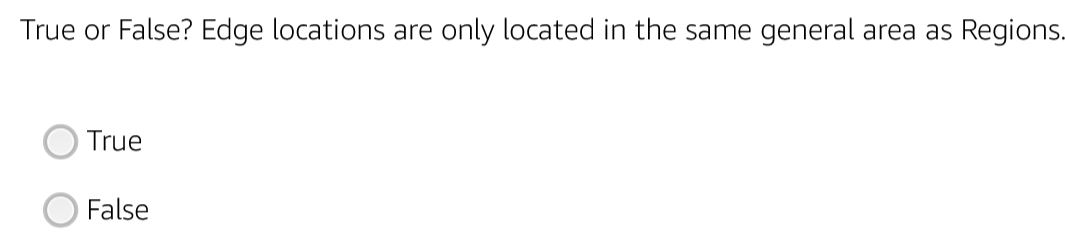 True or False? Edge locations are only located in the same general area as Regions.
True
False